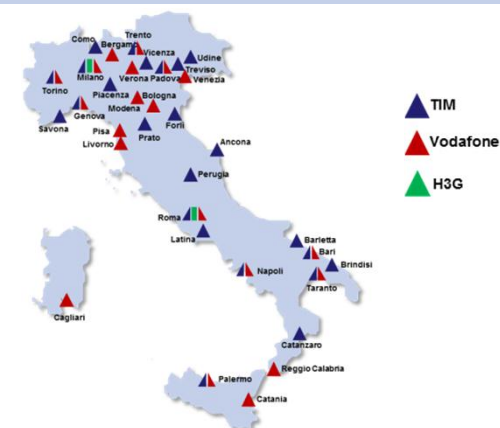 Trento
Como
Bergamo
Vicenza
Udine
Treviso
Milano
Verona
Padova
Venezia
Torino
Piacenza
Bologna
Modena
Genova
Savona
Forlì
Pisa
Prato
Livorno
Ancona
Perugia
Roma
Latina
Barletta
Bari
Brindisi
Napoli
Taranto
Cagliari
Catanzaro
Reggio Calabria
Palermo
Catania
TIM
Vodafone
H3G